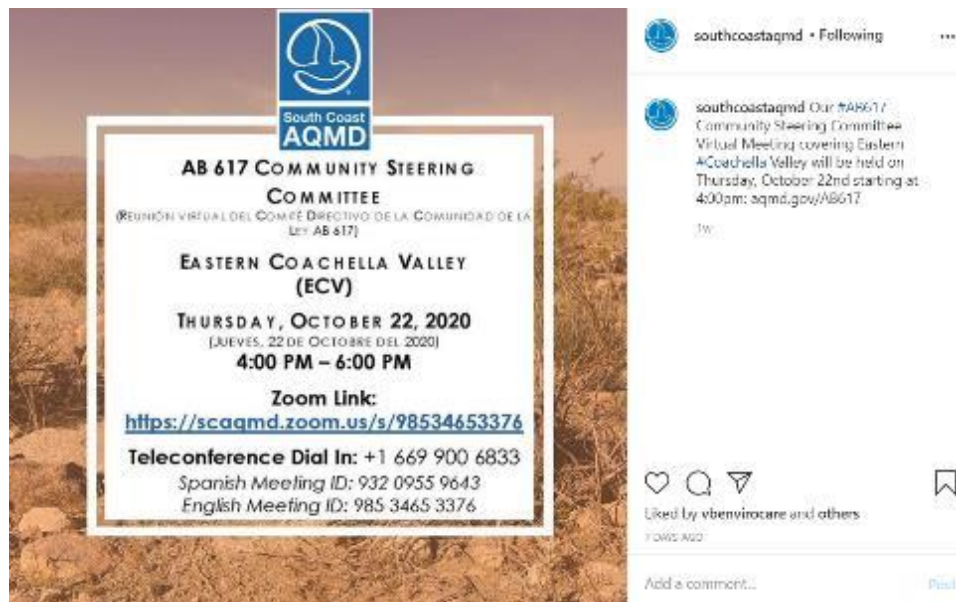 South Coast
AQMD
AB 617 COMMUNITY STEERING
COMMITTEE
(REUNIÓN VIRTUAL DEL COMITÉ DIRECTIVO DE LA COMUNIDAD DE LA
LEY AB 617)
EASTERN COACHELLA VALLEY
(ECV)
THURSDAY, OCTOBER 22, 2020
(JUEVES, 22 DE OCTOBRE DEL 2020)
4:00 PM – 6:00 PM
Zoom Link:
https://scaqmd.zoom.us/s/98534653376
Teleconference Dial In: +1 669 900 6833
Spanish Meeting ID: 932 0955 9643
English Meeting ID: 985 3465 3376
southcoastaqmd • Following
southcoastaqmd Our #AB617
Community Steering Committee
Virtual Meeting covering Eastern
#Coachella Valley will be held on
Thursday, October 22nd starting at
4:00pm: aqmd.gov/AB617
1w
Liked by vbenvirocare and others
7 DAYS AGO
Add a comment...
Post